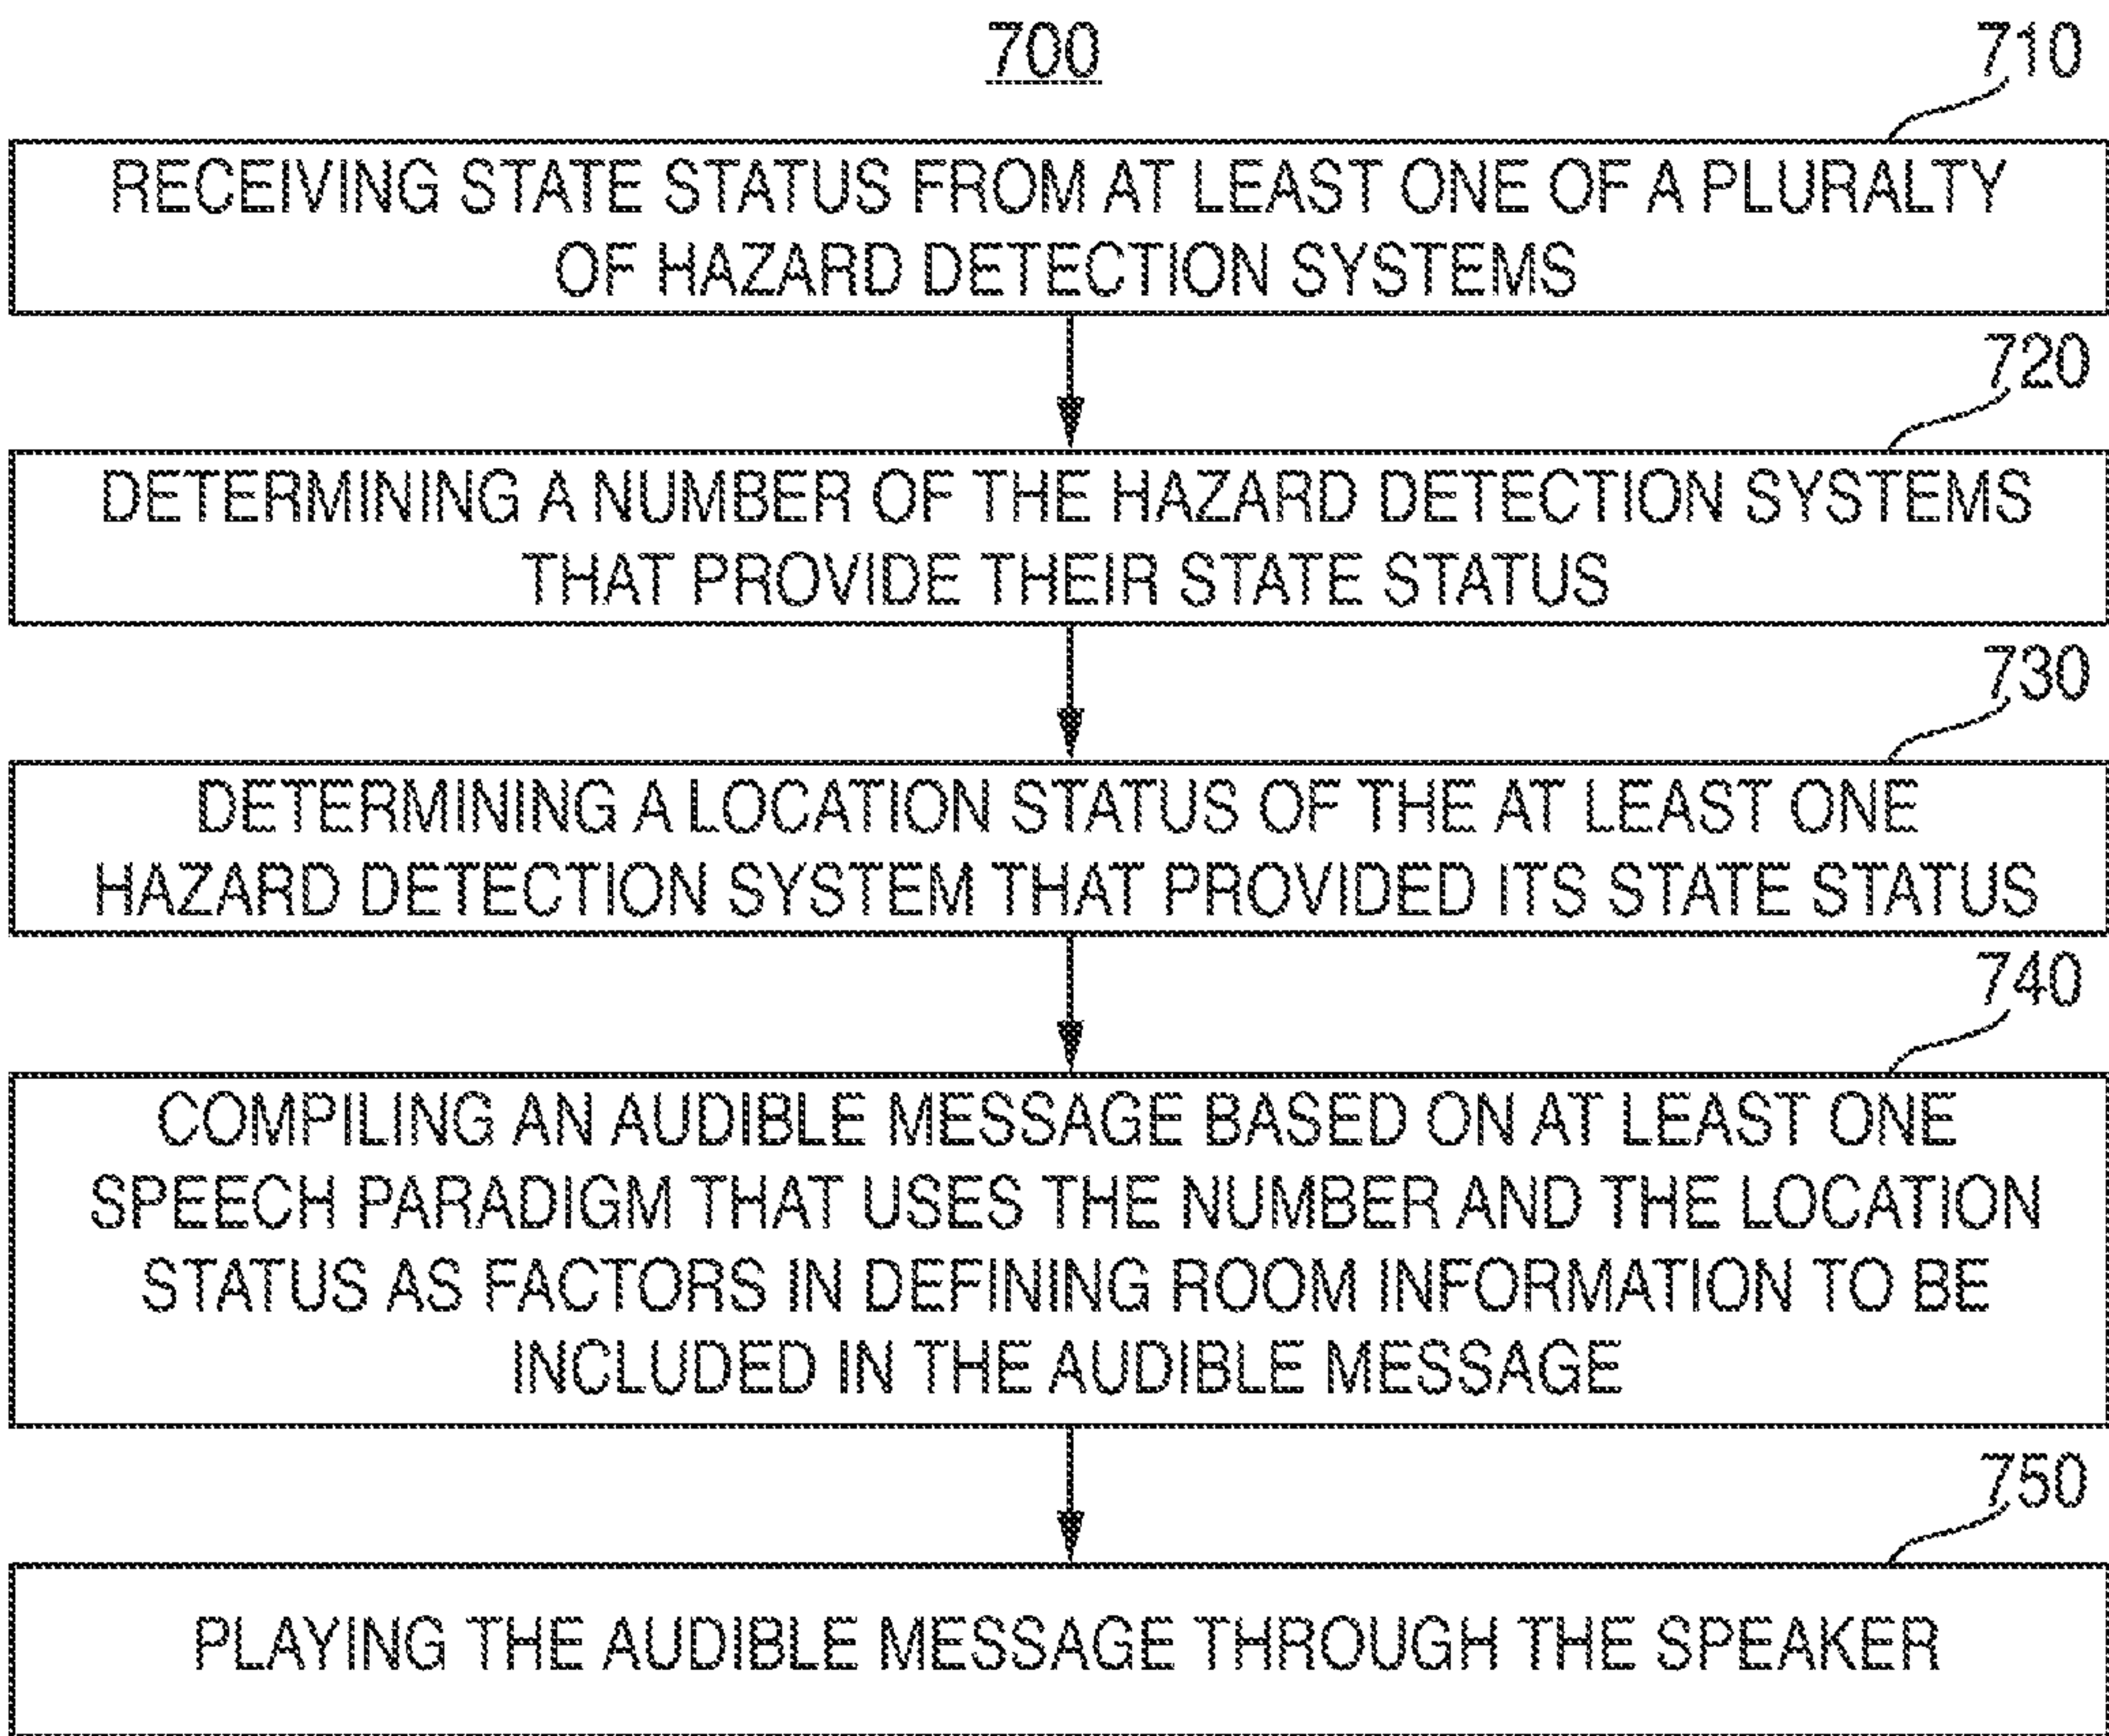 700
710
RECEIVING STATE STATUS FROM AT LEAST ONE OF A PLURALTY
OF HAZARD DETECTION SYSTEMS
720
DETERMINING A NUMBER OF THE HAZARD DETECTION SYSTEMS
THAT PROVIDE THEIR STATE STATUS
730
DETERMINING A LOCATION STATUS OF THE AT LEAST ONE
HAZARD DETECTION SYSTEM THAT PROVIDED ITS STATE STATUS
740
COMPILING AN AUDIBLE MESSAGE BASED ON AT LEAST ONE
SPEECH PARADIGM THAT USES THE NUMBER AND THE LOCATION
STATUS AS FACTORS IN DEFINING ROOM INFORMATION TO BE
INCLUDED IN THE AUDIBLE MESSAGE
750
PLAYING THE AUDIBLE MESSAGE THROUGH THE SPEAKER